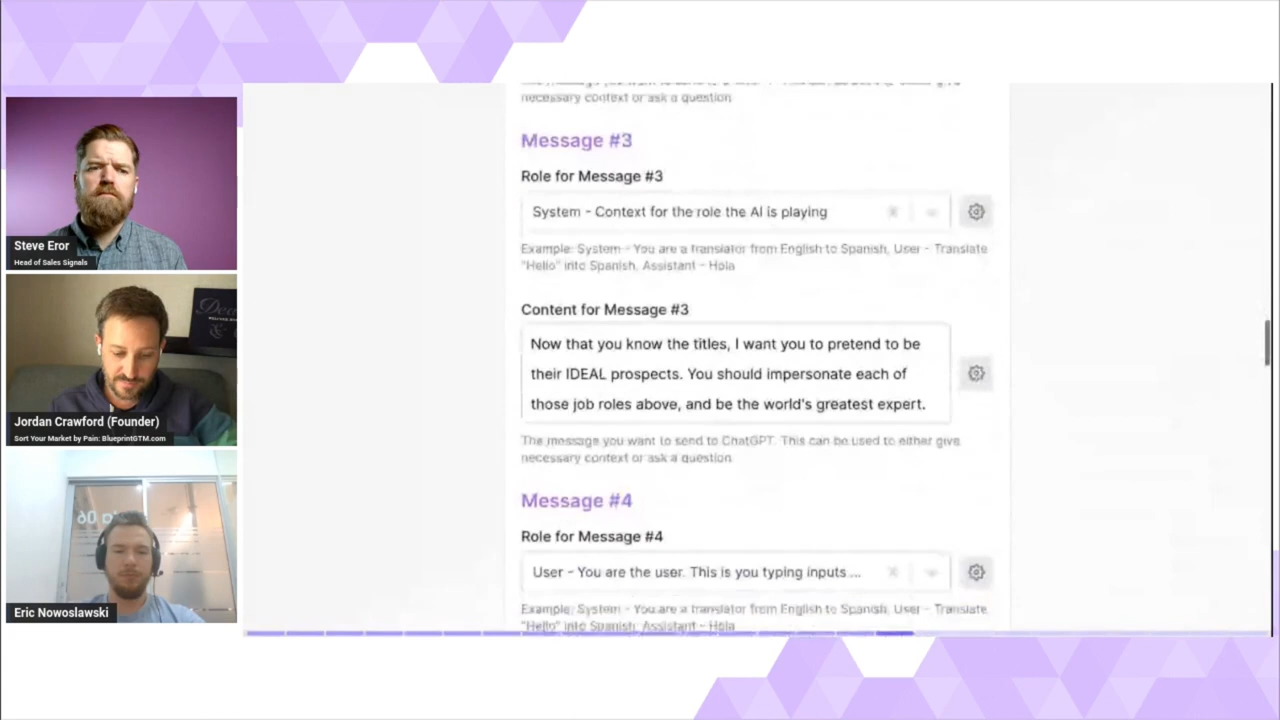 necessary context or ask a question
Message #3
Role for Message #3
System - Context for the role the AI is playing
Example: System - You are a translator from English to Spanish, User - Translate
"Hello" into Spanish, Assistant - Hola
Content for Message #3
Now that you know the titles, I want you to pretend to be
their IDEAL prospects. You should impersonate each of
those job roles above, and be the world's greatest expert.
The message you want to send to ChatGPT. This can be used to either give
necessary context or ask a question
Message #4
Role for Message #4
User - You are the user. This is you typing inputs ...
Example: System - You are a translator from English to Spanish, User - Translate
"Hello" into Spanish, Assistant - Hola
Steve Eror
Head of Sales Signals
Jordan Crawford (Founder)
Sort Your Market by Pain: BlueprintGTM.com
Eric Nowoslawski